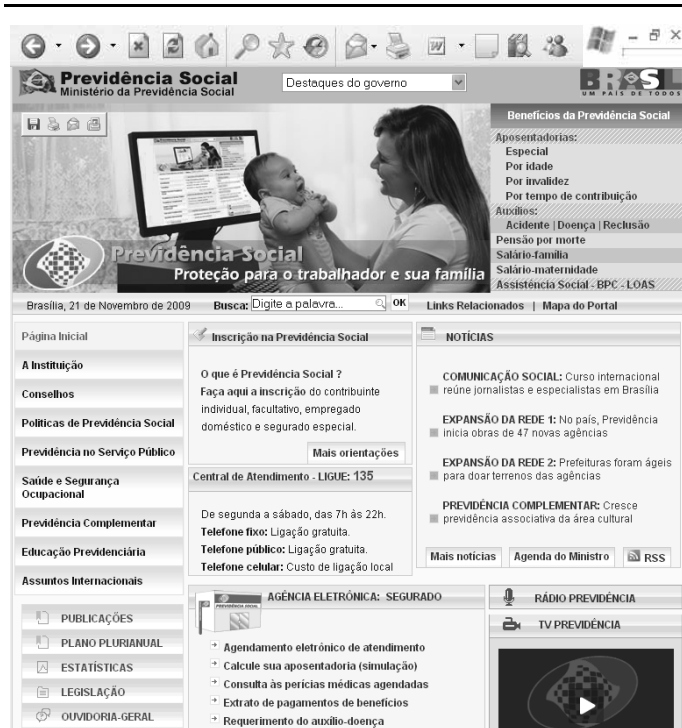 Previdência Social
Ministério da Previdência Social
Destaques do governo
BRASIL
UM PAÍS DE TODOS
Benefícios da Previdência Social
Aposentadorias:
Especial
Por idade
Por invalidez
Por tempo de contribuição
Auxílios:
Acidente | Doença | Reclusão
Pensão por morte
Salário-família
Salário-maternidade
Assistência Social - BPC - LOAS
Previdência Social
Proteção para o trabalhador e sua família
Brasília, 21 de Novembro de 2009
Busca: Digite a palavra... OK
Links Relacionados | Mapa do Portal
Página Inicial
A Instituição
Conselhos
Políticas de Previdência Social
Previdência no Serviço Público
Saúde e Segurança
Ocupacional
Previdência Complementar
Educação Previdenciária
Assuntos Internacionais
PUBLICAÇÕES
PLANO PLURIANUAL
ESTATÍSTICAS
LEGISLAÇÃO
OUVIDORIA-GERAL
Inscrição na Previdência Social
O que é Previdência Social ?
Faça aqui a inscrição do contribuinte
individual, facultativo, empregado
doméstico e segurado especial.
Mais orientações
Central de Atendimento - LIGUE: 135
De segunda a sábado, das 7h às 22h.
Telefone fixo: Ligação gratuita.
Telefone público: Ligação gratuita.
Telefone celular: Custo de ligação local
NOTÍCIAS
COMUNICAÇÃO SOCIAL: Curso internacional
reúne jornalistas e especialistas em Brasília
EXPANSÃO DA REDE 1: No país, Previdência
inicia obras de 47 novas agências
EXPANSÃO DA REDE 2: Prefeituras foram ágeis
para doar terrenos das agências
PREVIDÊNCIA COMPLEMENTAR: Cresce
previdência associativa da área cultural
Mais notícias
Agenda do Ministro
RSS
AGÊNCIA ELETRÔNICA: SEGURADO
Agendamento eletrônico de atendimento
Calcule sua aposentadoria (simulação)
Consulta às perícias médicas agendadas
Extrato de pagamentos de benefícios
Requerimento do auxílio-doença
RÁDIO PREVIDÊNCIA
TV PREVIDÊNCIA